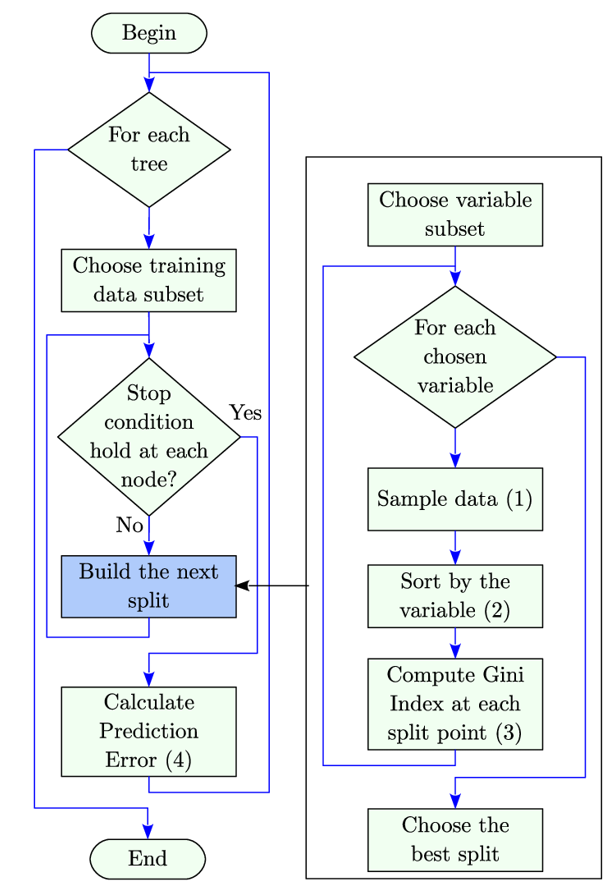 Begin
For each
tree
Choose training
data subset
Stop
condition
hold at each
node?
Yes
No
Build the next
split
Calculate
Prediction
Error (4)
End
Choose variable
subset
For each
chosen
variable
Sample data (1)
Sort by the
variable (2)
Compute Gini
Index at each
split point (3)
Choose the
best split